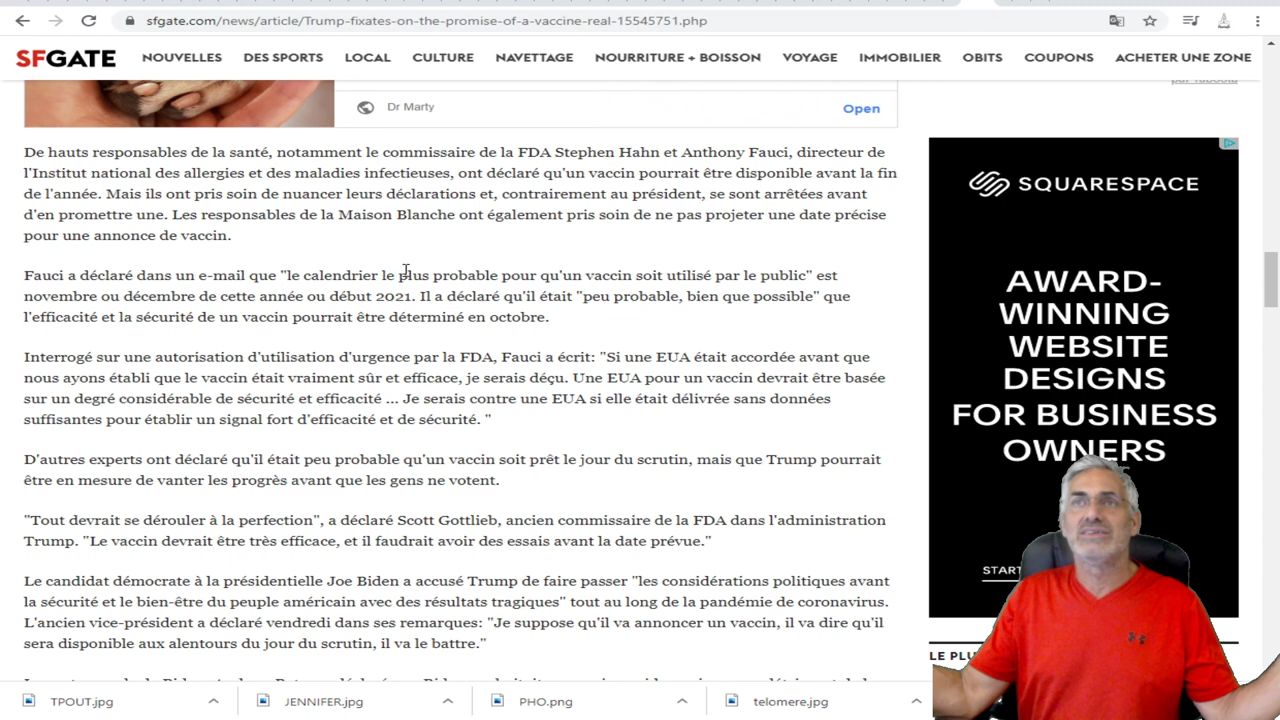 sfgate.com/news/article/Trump-fixates-on-the-promise-of-a-vaccine-real-15545751.php
SFGATE NOUVELLES DES SPORTS LOCAL CULTURE NAVETTAGE NOURRITURE + BOISSON VOYAGE IMMOBILIER OBITS COUPONS ACHETER UNE ZONE
Dr Marty
Open
par Taboola
De hauts responsables de la santé, notamment le commissaire de la FDA Stephen Hahn et Anthony Fauci, directeur de
l'Institut national des allergies et des maladies infectieuses, ont déclaré qu'un vaccin pourrait être disponible avant la fin
de l'année. Mais ils ont pris soin de nuancer leurs déclarations et, contrairement au président, se sont arrêtées avant
d'en promettre une. Les responsables de la Maison Blanche ont également pris soin de ne pas projeter une date précise
pour une annonce de vaccin.
Fauci a déclaré dans un e-mail que "le calendrier le plus probable pour qu'un vaccin soit utilisé par le public" est
novembre ou décembre de cette année ou début 2021. Il a déclaré qu'il était "peu probable, bien que possible" que
l'efficacité et la sécurité de un vaccin pourrait être déterminé en octobre.
Interrogé sur une autorisation d'utilisation d'urgence par la FDA, Fauci a écrit: "Si une EUA était accordée avant que
nous ayons établi que le vaccin était vraiment sûr et efficace, je serais déçu. Une EUA pour un vaccin devrait être basée
sur un degré considérable de sécurité et efficacité ... Je serais contre une EUA si elle était délivrée sans données
suffisantes pour établir un signal fort d'efficacité et de sécurité. "
D'autres experts ont déclaré qu'il était peu probable qu'un vaccin soit prêt le jour du scrutin, mais que Trump pourrait
être en mesure de vanter les progrès avant que les gens ne votent.
"Tout devrait se dérouler à la perfection", a déclaré Scott Gottlieb, ancien commissaire de la FDA dans l'administration
Trump. "Le vaccin devrait être très efficace, et il faudrait avoir des essais avant la date prévue."
Le candidat démocrate à la présidentielle Joe Biden a accusé Trump de faire passer "les considérations politiques avant
la sécurité et le bien-être du peuple américain avec des résultats tragiques" tout au long de la pandémie de coronavirus.
L'ancien vice-président a déclaré vendredi dans ses remarques: "Je suppose qu'il va annoncer un vaccin, il va dire qu'il
sera disponible aux alentours du jour du scrutin, il va le battre."
SQUARESPACE
AWARD-
WINNING
WEBSITE
DESIGNS
FOR BUSINESS
OWNERS
START
LE PLU
TPOUT.jpg
JENNIFER.jpg
PHO.png
telomere.jpg